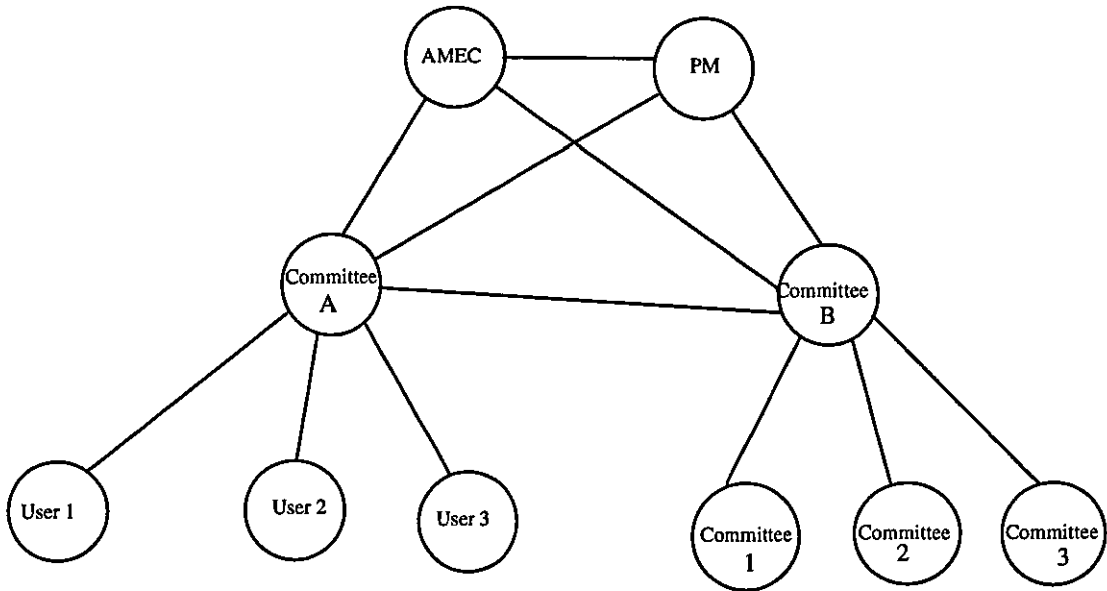 AMEC
PM
Committee
A
Committee
B
User 1
User 2
User 3
Committee
1
Committee
2
Committee
3